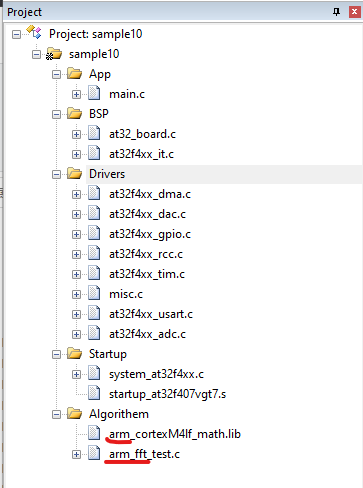 Project
Project: sample10
sample10
App
main.c
BSP
at32_board.c
at32f4xx_it.c
Drivers
at32f4xx_dma.c
at32f4xx_dac.c
at32f4xx_gpio.c
at32f4xx_rcc.c
at32f4xx_tim.c
misc.c
at32f4xx_usart.c
at32f4xx_adc.c
Startup
system_at32f4xx.c
startup_at32f407vgt7.s
Algorithem
arm_cortexM4lf_math.lib
arm_fft_test.c